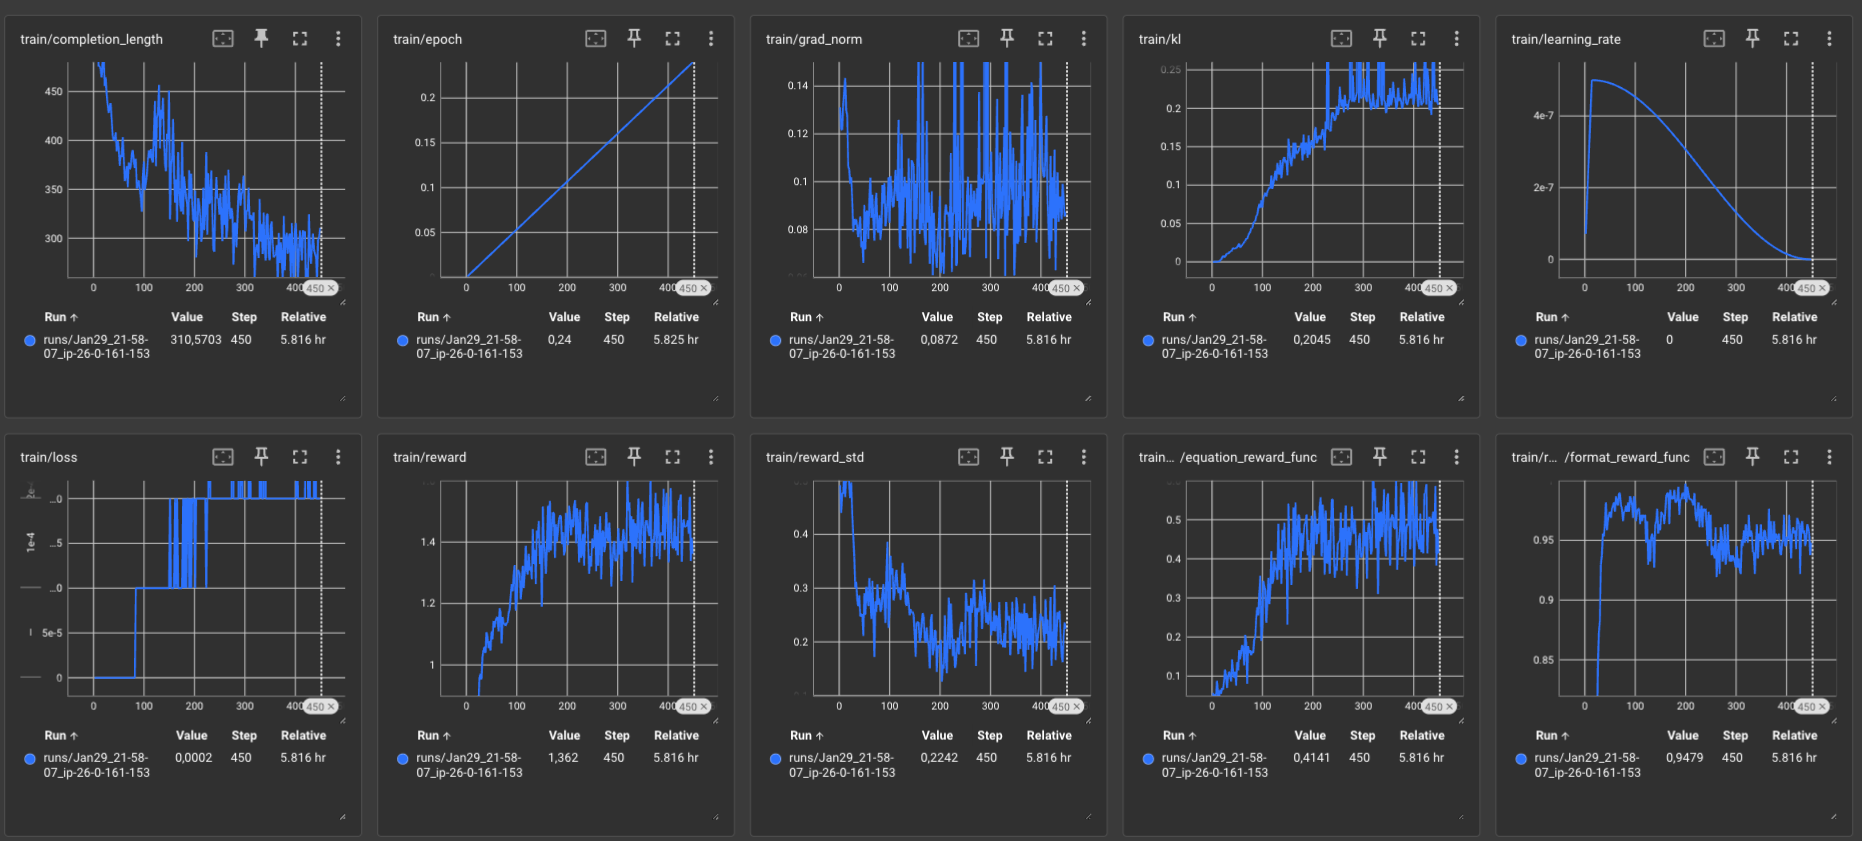 train/completion_length
450
400
350
300
0 100 200 300 400 450 ×
Run ↑ Value Step Relative
runs/Jan29_21-58-07_ip-26-0-161-153 310,5703 450 5.816 hr
train/epoch
0.2
0.15
0.1
0.05
0 100 200 300 400 450 ×
Run ↑ Value Step Relative
runs/Jan29_21-58-07_ip-26-0-161-153 0,24 450 5.825 hr
train/grad_norm
0.14
0.12
0.1
0.08
0 100 200 300 400 450 ×
Run ↑ Value Step Relative
runs/Jan29_21-58-07_ip-26-0-161-153 0,0872 450 5.816 hr
train/kl
0.25
0.2
0.15
0.1
0.05
0
0 100 200 300 400 450 ×
Run ↑ Value Step Relative
runs/Jan29_21-58-07_ip-26-0-161-153 0,2045 450 5.816 hr
train/learning_rate
4e-7
2e-7
0
0 100 200 300 400 450 ×
Run ↑ Value Step Relative
runs/Jan29_21-58-07_ip-26-0-161-153 0 450 5.816 hr
train/loss
...0
1e-4
...5
...0
5e-5
0
0 100 200 300 400 450 ×
Run ↑ Value Step Relative
runs/Jan29_21-58-07_ip-26-0-161-153 0,0002 450 5.816 hr
train/reward
1.4
1.2
1
0 100 200 300 400 450 ×
Run ↑ Value Step Relative
runs/Jan29_21-58-07_ip-26-0-161-153 1,362 450 5.816 hr
train/reward_std
0.4
0.3
0.2
0 100 200 300 400 450 ×
Run ↑ Value Step Relative
runs/Jan29_21-58-07_ip-26-0-161-153 0,2242 450 5.816 hr
train... /equation_reward_func
0.5
0.4
0.3
0.2
0.1
0 100 200 300 400 450 ×
Run ↑ Value Step Relative
runs/Jan29_21-58-07_ip-26-0-161-153 0,4141 450 5.816 hr
train/r... /format_reward_func
0.95
0.9
0.85
0 100 200 300 400 450 ×
Run ↑ Value Step Relative
runs/Jan29_21-58-07_ip-26-0-161-153 0,9479 450 5.816 hr